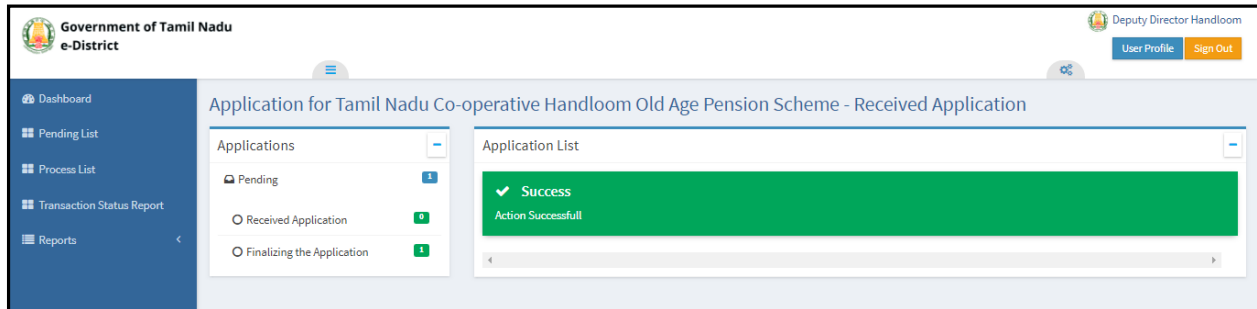 Government of Tamil Nadu
e-District
Deputy Director Handloom
User Profile
Sign Out
Dashboard
Pending List
Process List
Transaction Status Report
Reports
Application for Tamil Nadu Co-operative Handloom Old Age Pension Scheme - Received Application
Applications
Pending 1
Received Application 0
Finalizing the Application 1
Application List
Success
Action Successfull